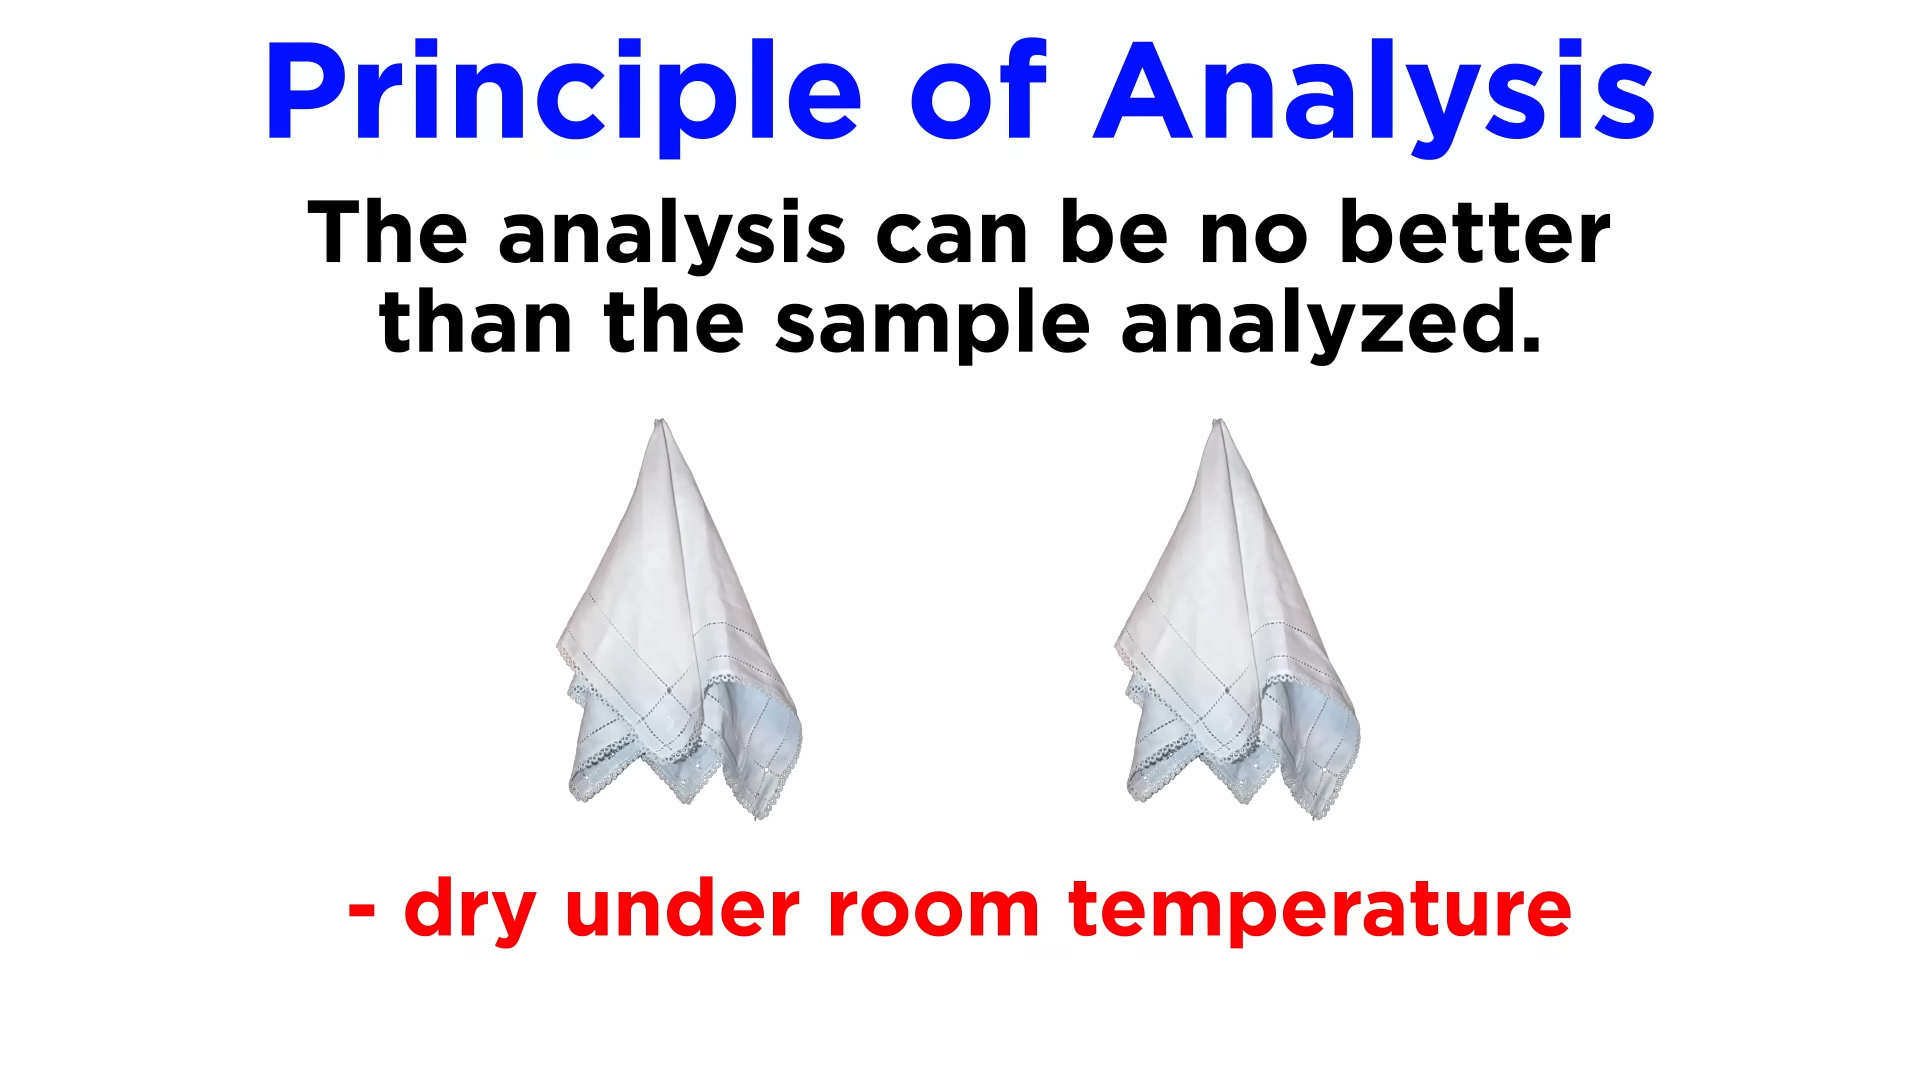 Principle of Analysis
The analysis can be no better
than the sample analyzed.
- dry under room temperature